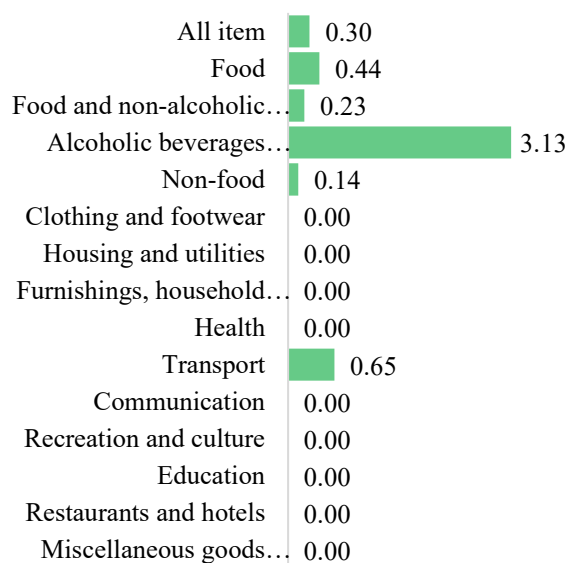 All item 0.30
Food 0.44
Food and non-alcoholic… 0.23
Alcoholic beverages… 3.13
Non-food 0.14
Clothing and footwear 0.00
Housing and utilities 0.00
Furnishings, household… 0.00
Health 0.00
Transport 0.65
Communication 0.00
Recreation and culture 0.00
Education 0.00
Restaurants and hotels 0.00
Miscellaneous goods… 0.00